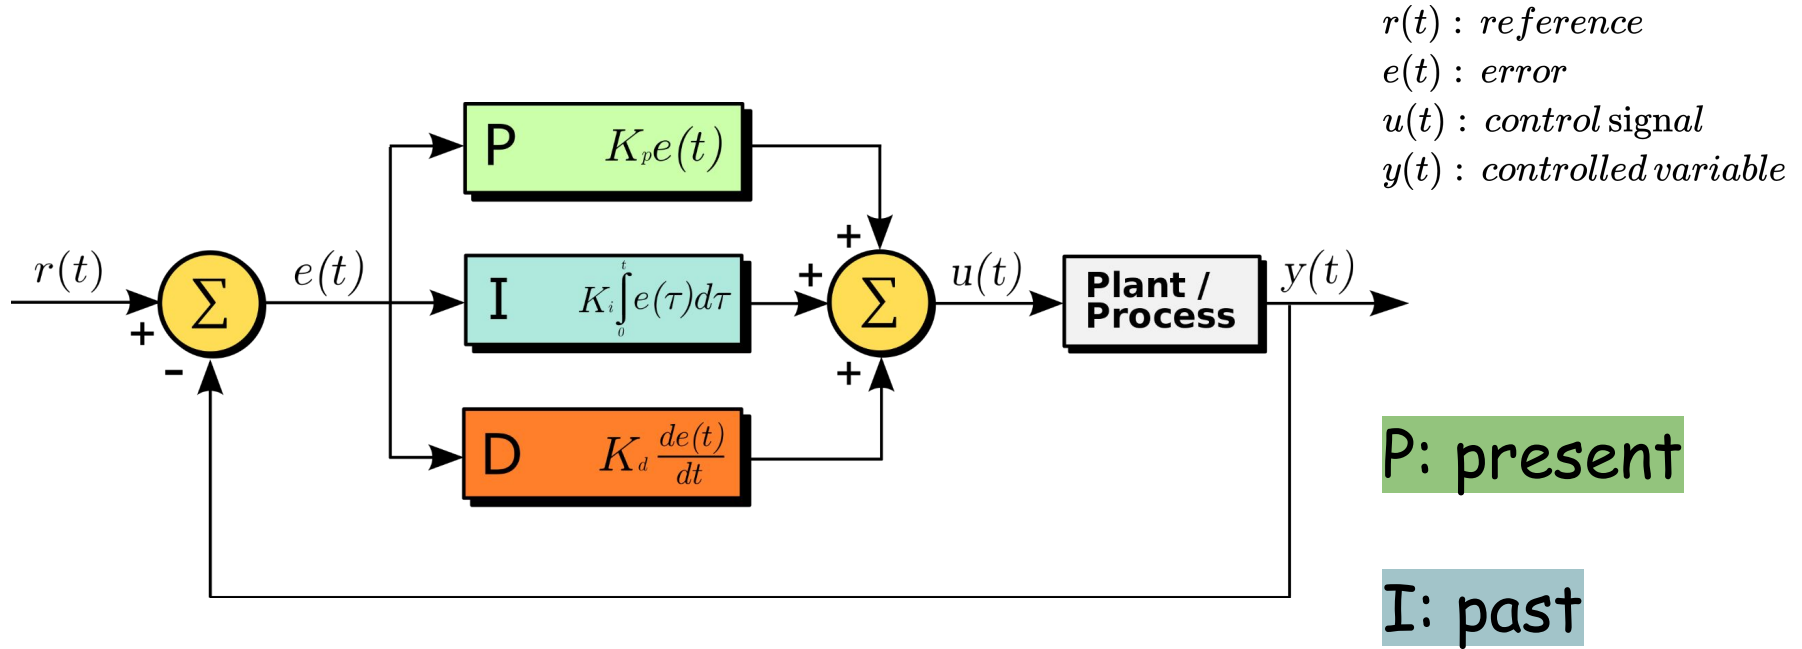 r(t) : reference
e(t) : error
u(t) : control signal
y(t) : controlled variable
P K_p e(t)
r(t)
+
-
Σ
e(t)
I K_i ∫_0^t e(τ)dτ
D K_d de(t)/dt
+
+
+
Σ
u(t)
Plant /
Process
y(t)
P: present
I: past